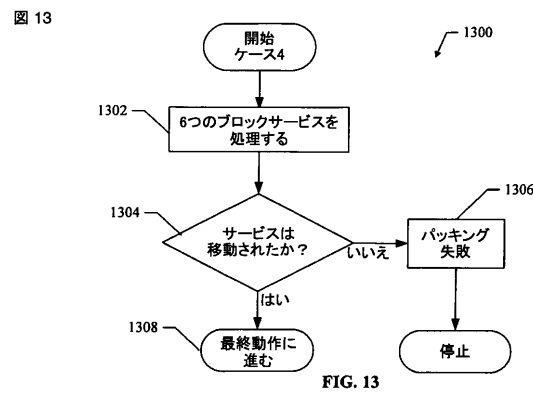 図 13
開始
ケース4
1300
1302
6つのブロックサービスを
処理する
1304
サービスは
移動されたか？
いいえ
1306
パッキング
失敗
はい
1308
最終動作に
進む
停止
FIG. 13